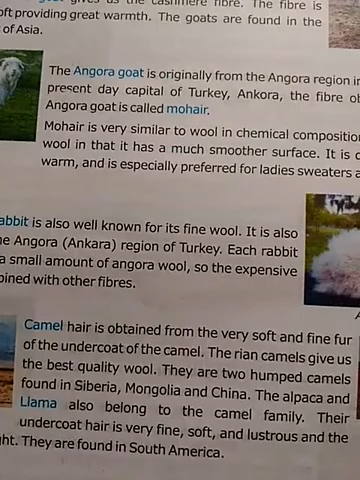 gives us the cashmere fibre. The fibre is
oft providing great warmth. The goats are found in the
of Asia.
The Angora goat is originally from the Angora region in
present day capital of Turkey, Ankora, the fibre ob
Angora goat is called mohair.
Mohair is very similar to wool in chemical composition
wool in that it has a much smoother surface. It is
warm, and is especially preferred for ladies sweaters a
abbit is also well known for its fine wool. It is also
e Angora (Ankara) region of Turkey. Each rabbit
a small amount of angora wool, so the expensive
bined with other fibres.
Camel hair is obtained from the very soft and fine fur
of the undercoat of the camel. The rian camels give us
the best quality wool. They are two humped camels
found in Siberia, Mongolia and China. The alpaca and
Llama also belong to the camel family. Their
undercoat hair is very fine, soft, and lustrous and the
ht. They are found in South America.